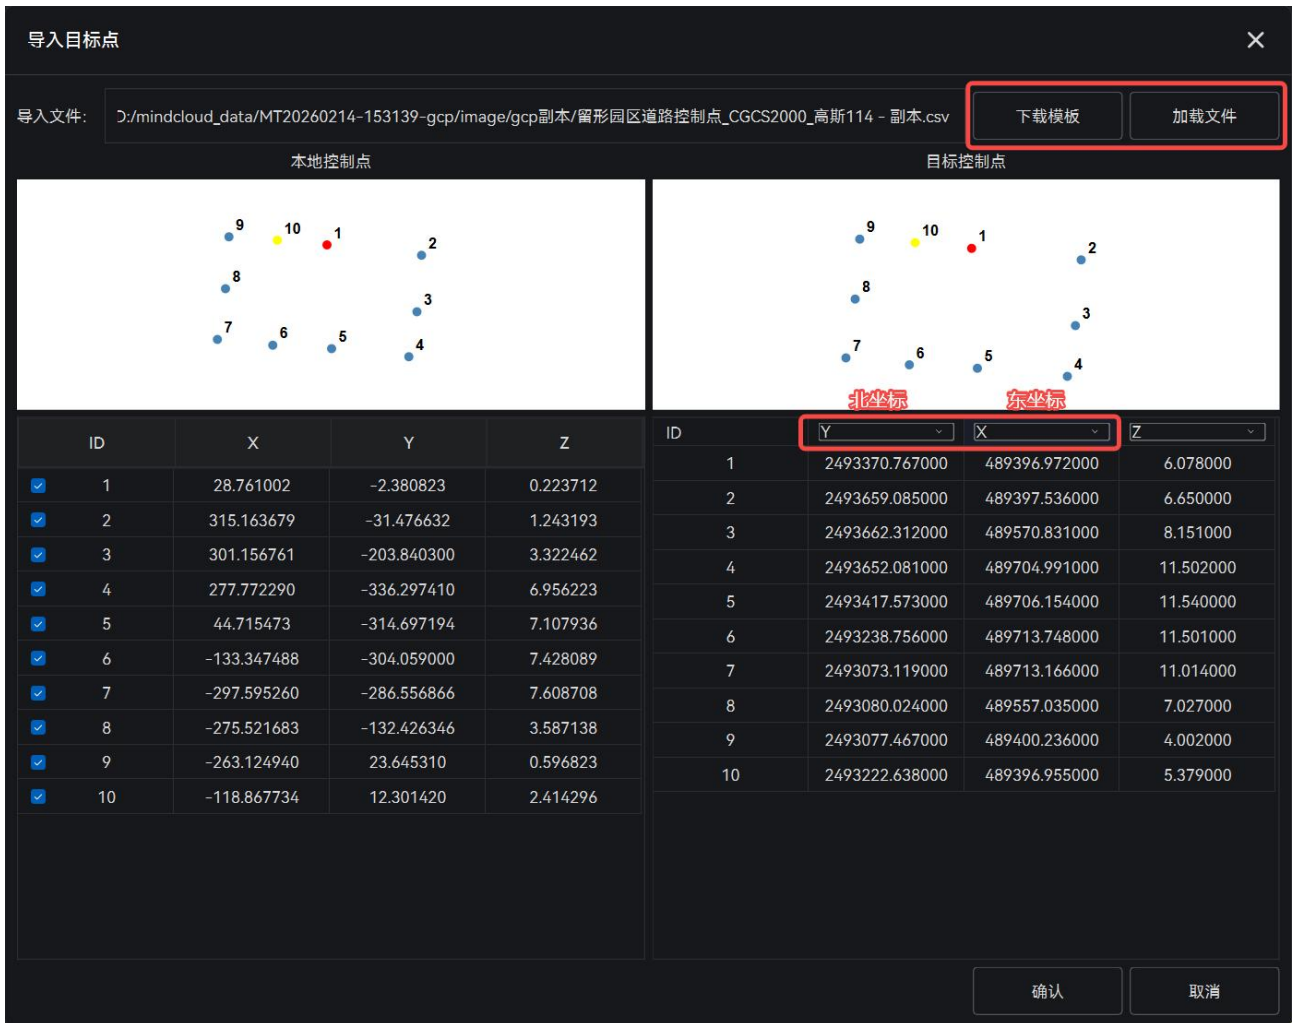 导入目标点
导入文件: D:/mindcloud_data/MT20260214-153139-gcp/image/gcp副本/留形园区道路控制点_CGCS2000_高斯114 - 副本.csv 下载模板 加载文件
本地控制点 目标控制点
9 10 1 2
8 3
7 6 5 4
9 10 1 2
8 3
7 6 5 4
北坐标 东坐标
ID X Y Z
1 28.761002 -2.380823 0.223712
2 315.163679 -31.476632 1.243193
3 301.156761 -203.840300 3.322462
4 277.772290 -336.297410 6.956223
5 44.715473 -314.697194 7.107936
6 -133.347488 -304.059000 7.428089
7 -297.595260 -286.556866 7.608708
8 -275.521683 -132.426346 3.587138
9 -263.124940 23.645310 0.596823
10 -118.867734 12.301420 2.414296
ID Y X Z
1 2493370.767000 489396.972000 6.078000
2 2493659.085000 489397.536000 6.650000
3 2493662.312000 489570.831000 8.151000
4 2493652.081000 489704.991000 11.502000
5 2493417.573000 489706.154000 11.540000
6 2493238.756000 489713.748000 11.501000
7 2493073.119000 489713.166000 11.014000
8 2493080.024000 489557.035000 7.027000
9 2493077.467000 489400.236000 4.002000
10 2493222.638000 489396.955000 5.379000
确认 取消